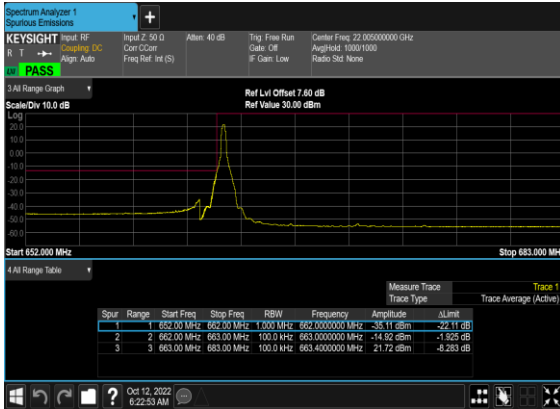 Spectrum Analyzer 1
Spurious Emissions
+
KEYSIGHT Input: RF Input Z: 50 Ω Atten: 40 dB Trig: Free Run Center Freq: 22.005000000 GHz
R T Coupling: DC Corr CCorr Gate: Off Avg|Hold: 1000/1000
Align: Auto Freq Ref: Int (S) IF Gain: Low Radio Std: None
PASS
3 All Range Graph
Ref Lvl Offset 7.60 dB
Scale/Div 10.0 dB Ref Value 30.00 dBm
Log
20.0
10.0
0.00
-10.0
-20.0
-30.0
-40.0
-50.0
-60.0
Start 652.000 MHz Stop 683.000 MH
4 All Range Table
Measure Trace Trace 1
Trace Type Trace Average (Active)
Spur Range Start Freq Stop Freq RBW Frequency Amplitude ΔLimit
1 1 652.00 MHz 662.00 MHz 1.000 MHz 662.0000000 MHz -35.11 dBm -22.11 dB
2 2 662.00 MHz 663.00 MHz 100.0 kHz 663.0000000 MHz -14.92 dBm -1.925 dB
3 3 663.00 MHz 683.00 MHz 100.0 kHz 663.4000000 MHz 21.72 dBm -8.283 dB
? Oct 12, 2022
6:22:53 AM